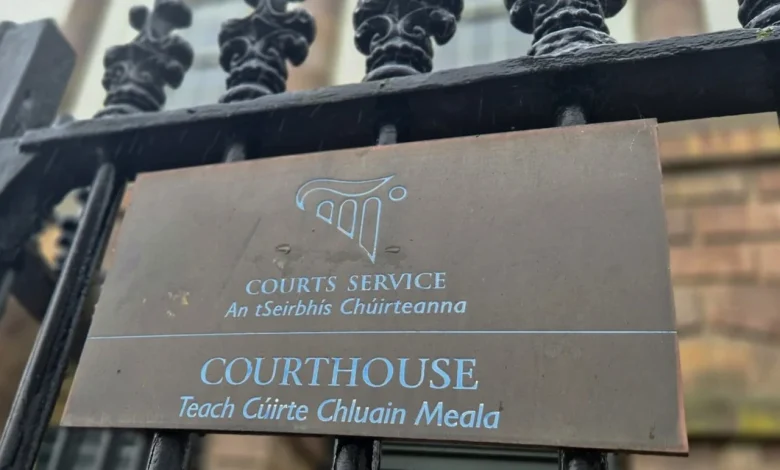 COURTS SERVICE
An tSeirbhís Chúirteanna
COURTHOUSE
Teach Cúirte Chluain Meala